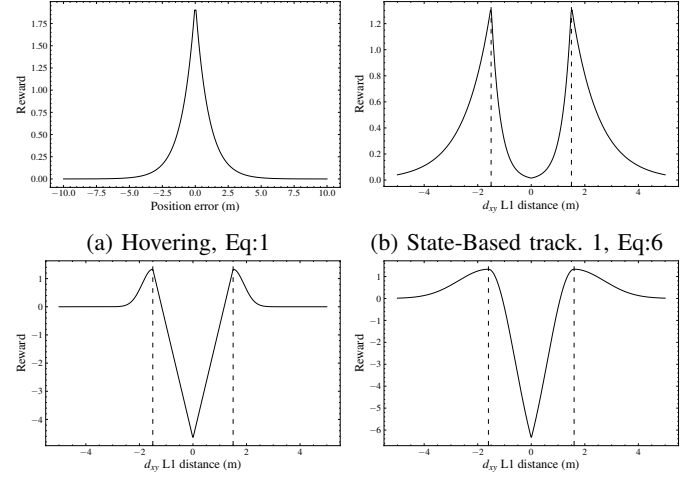 1.75
1.50
1.25
1.00
0.75
0.50
0.25
0.00
Reward
-10.0 -7.5 -5.0 -2.5 0.0 2.5 5.0 7.5 10.0
Position error (m)
1.2
1.0
0.8
0.6
0.4
0.2
0.0
Reward
−4 −2 0 2 4
d_xy L1 distance (m)
(a) Hovering, Eq:1
(b) State-Based track. 1, Eq:6
1
0
−1
−2
−3
−4
Reward
−4 −2 0 2 4
d_xy L1 distance (m)
1
0
−1
−2
−3
−4
−5
−6
Reward
−4 −2 0 2 4
d_xy L1 distance (m)